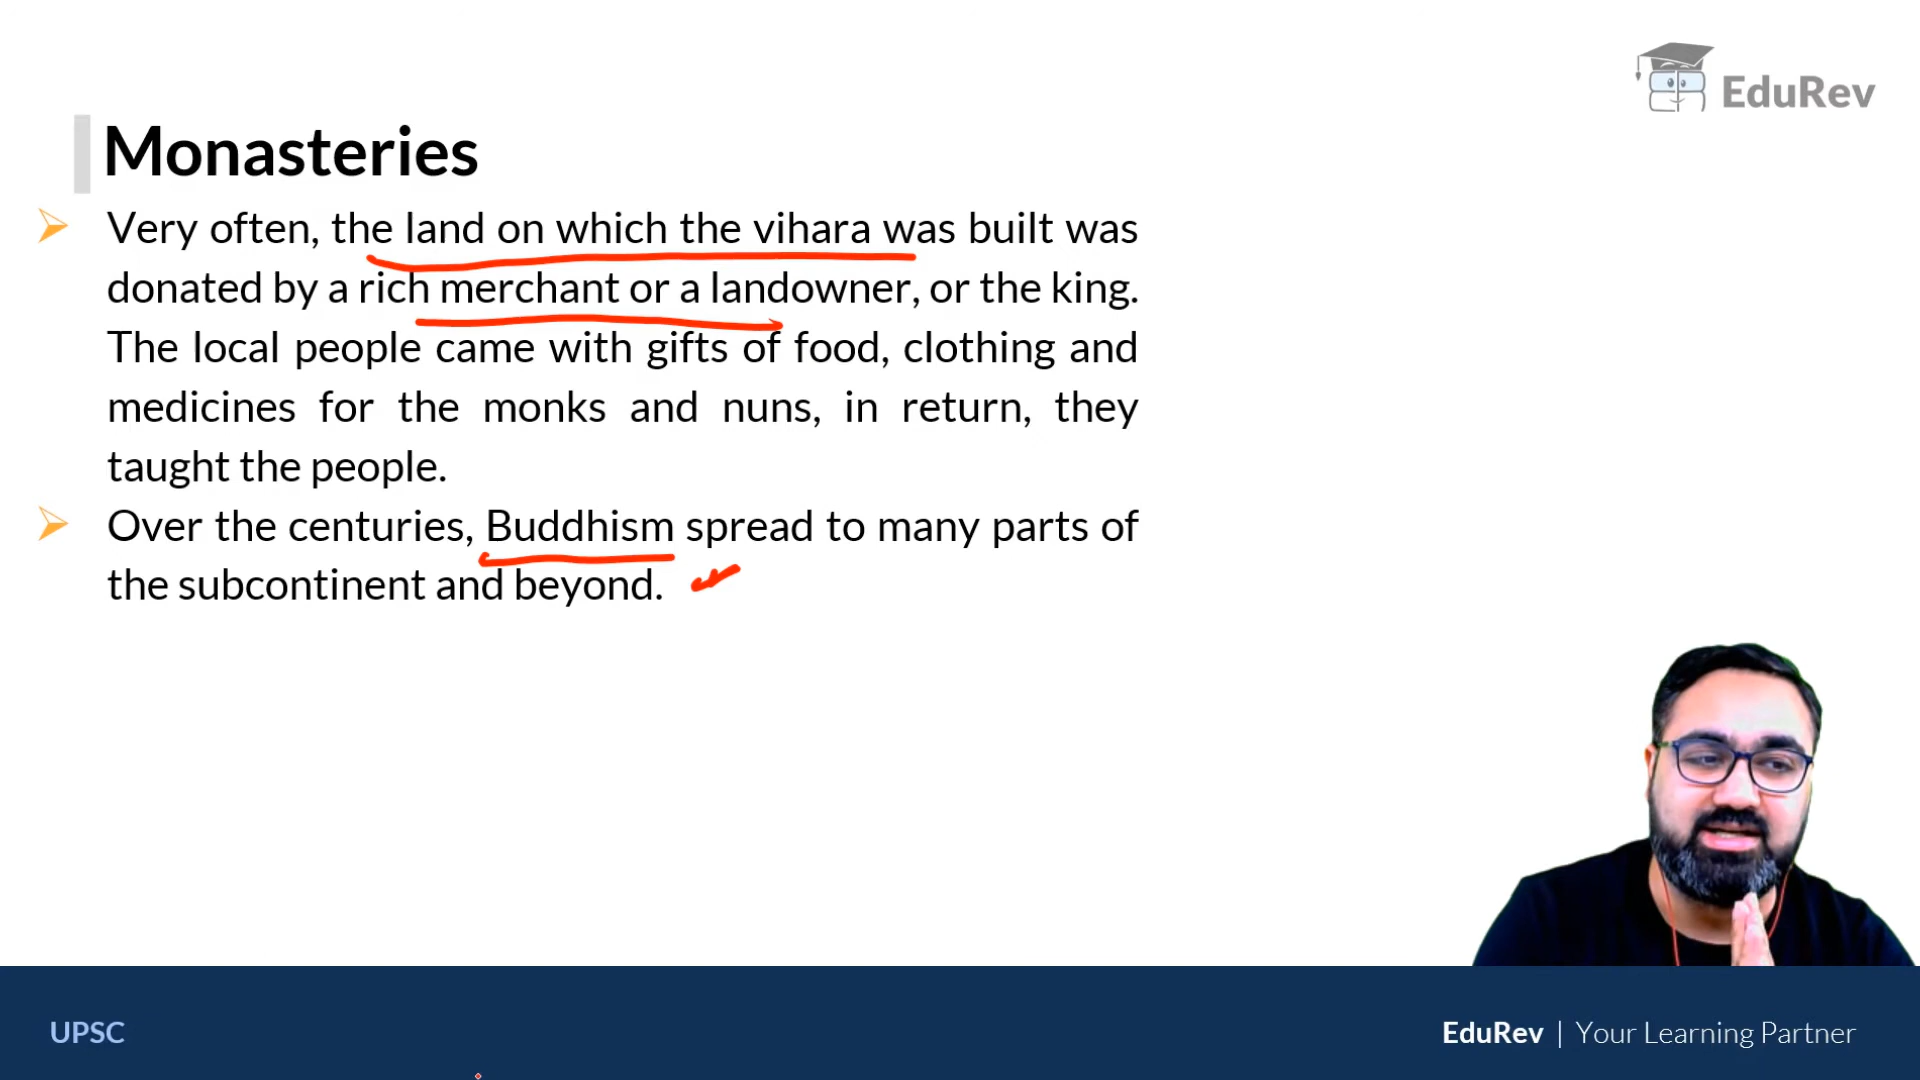 EduRev
Monasteries
Very often, the land on which the vihara was built was
donated by a rich merchant or a landowner, or the king.
The local people came with gifts of food, clothing and
medicines for the monks and nuns, in return, they
taught the people.
Over the centuries, Buddhism spread to many parts of
the subcontinent and beyond.
UPSC
EduRev | Your Learning Partner